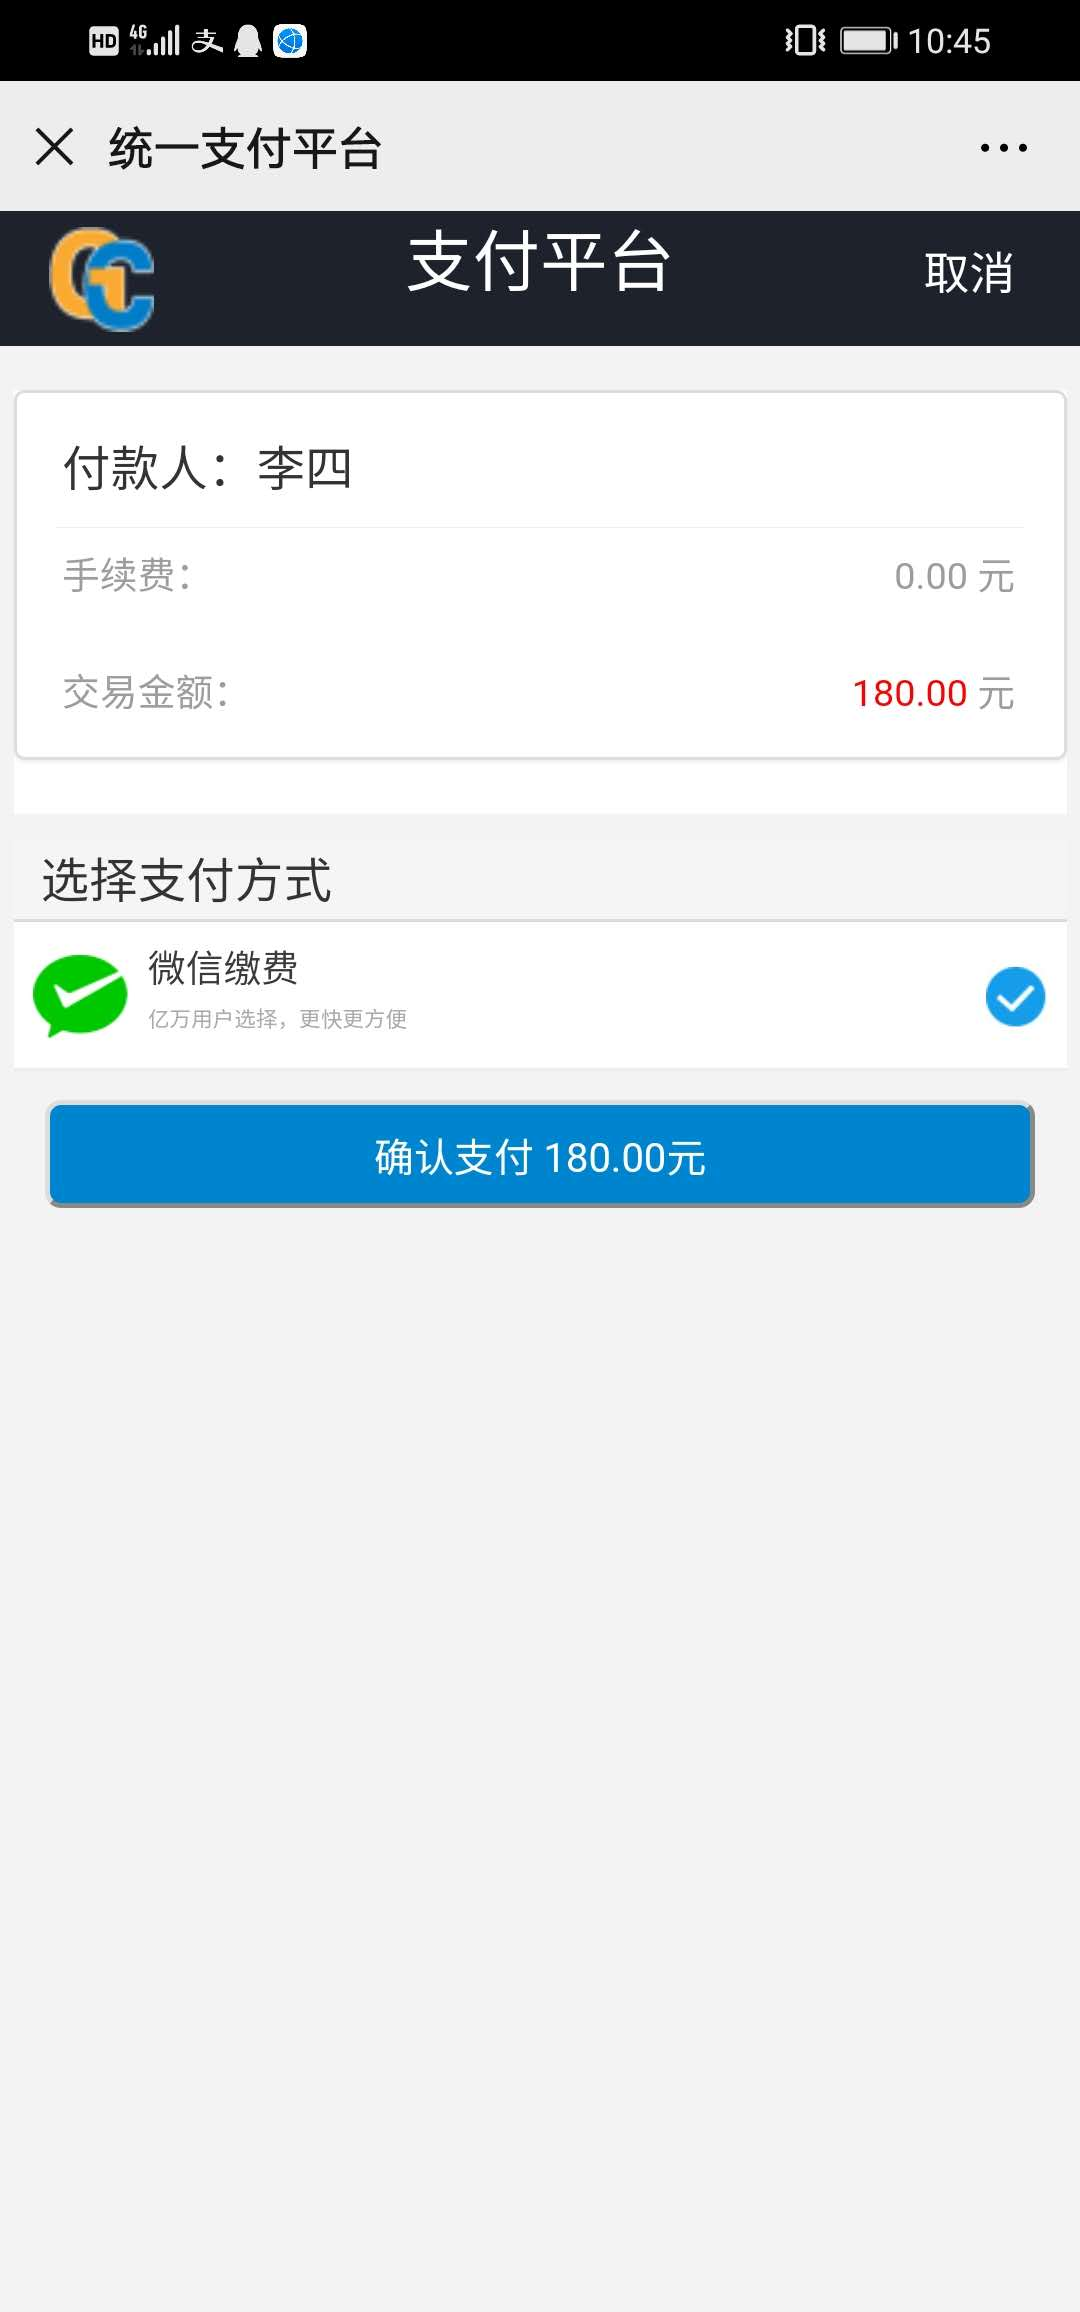 HD 4G 支 10:45
统一支付平台
支付平台
取消
付款人：李四
手续费：
0.00 元
交易金额：
180.00 元
选择支付方式
微信缴费
亿万用户选择，更快更方便
确认支付 180.00元